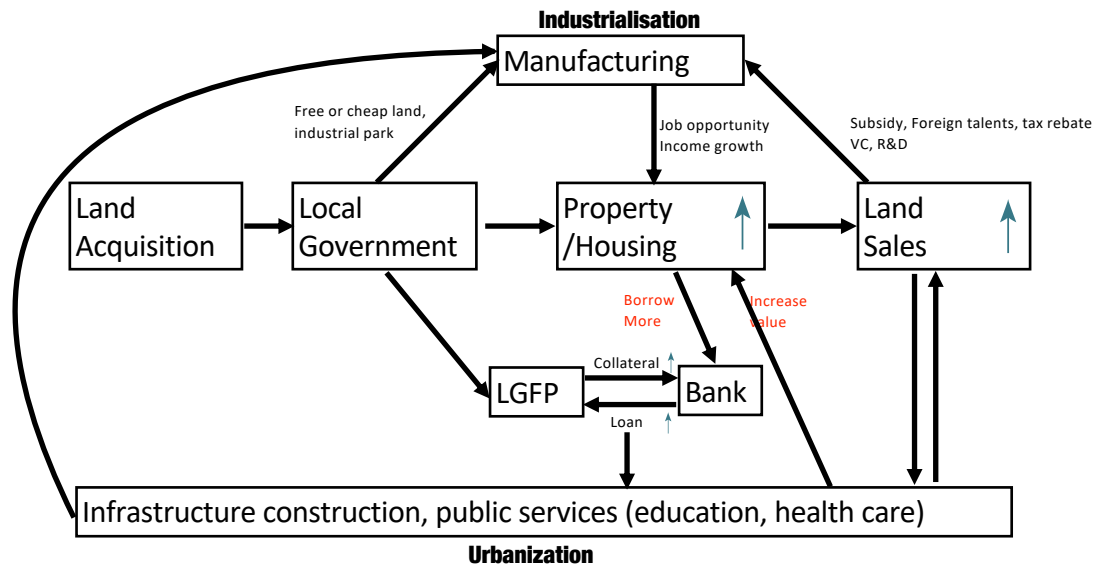 Industrialisation
Manufacturing
Free or cheap land,
industrial park
Job opportunity
Income growth
Subsidy, Foreign talents, tax rebate
VC, R&D
Land
Acquisition
Local
Government
Property
/Housing
Land
Sales
Borrow
More
Increase
value
Collateral
LGFP
Bank
Loan
Infrastructure construction, public services (education, health care)
Urbanization